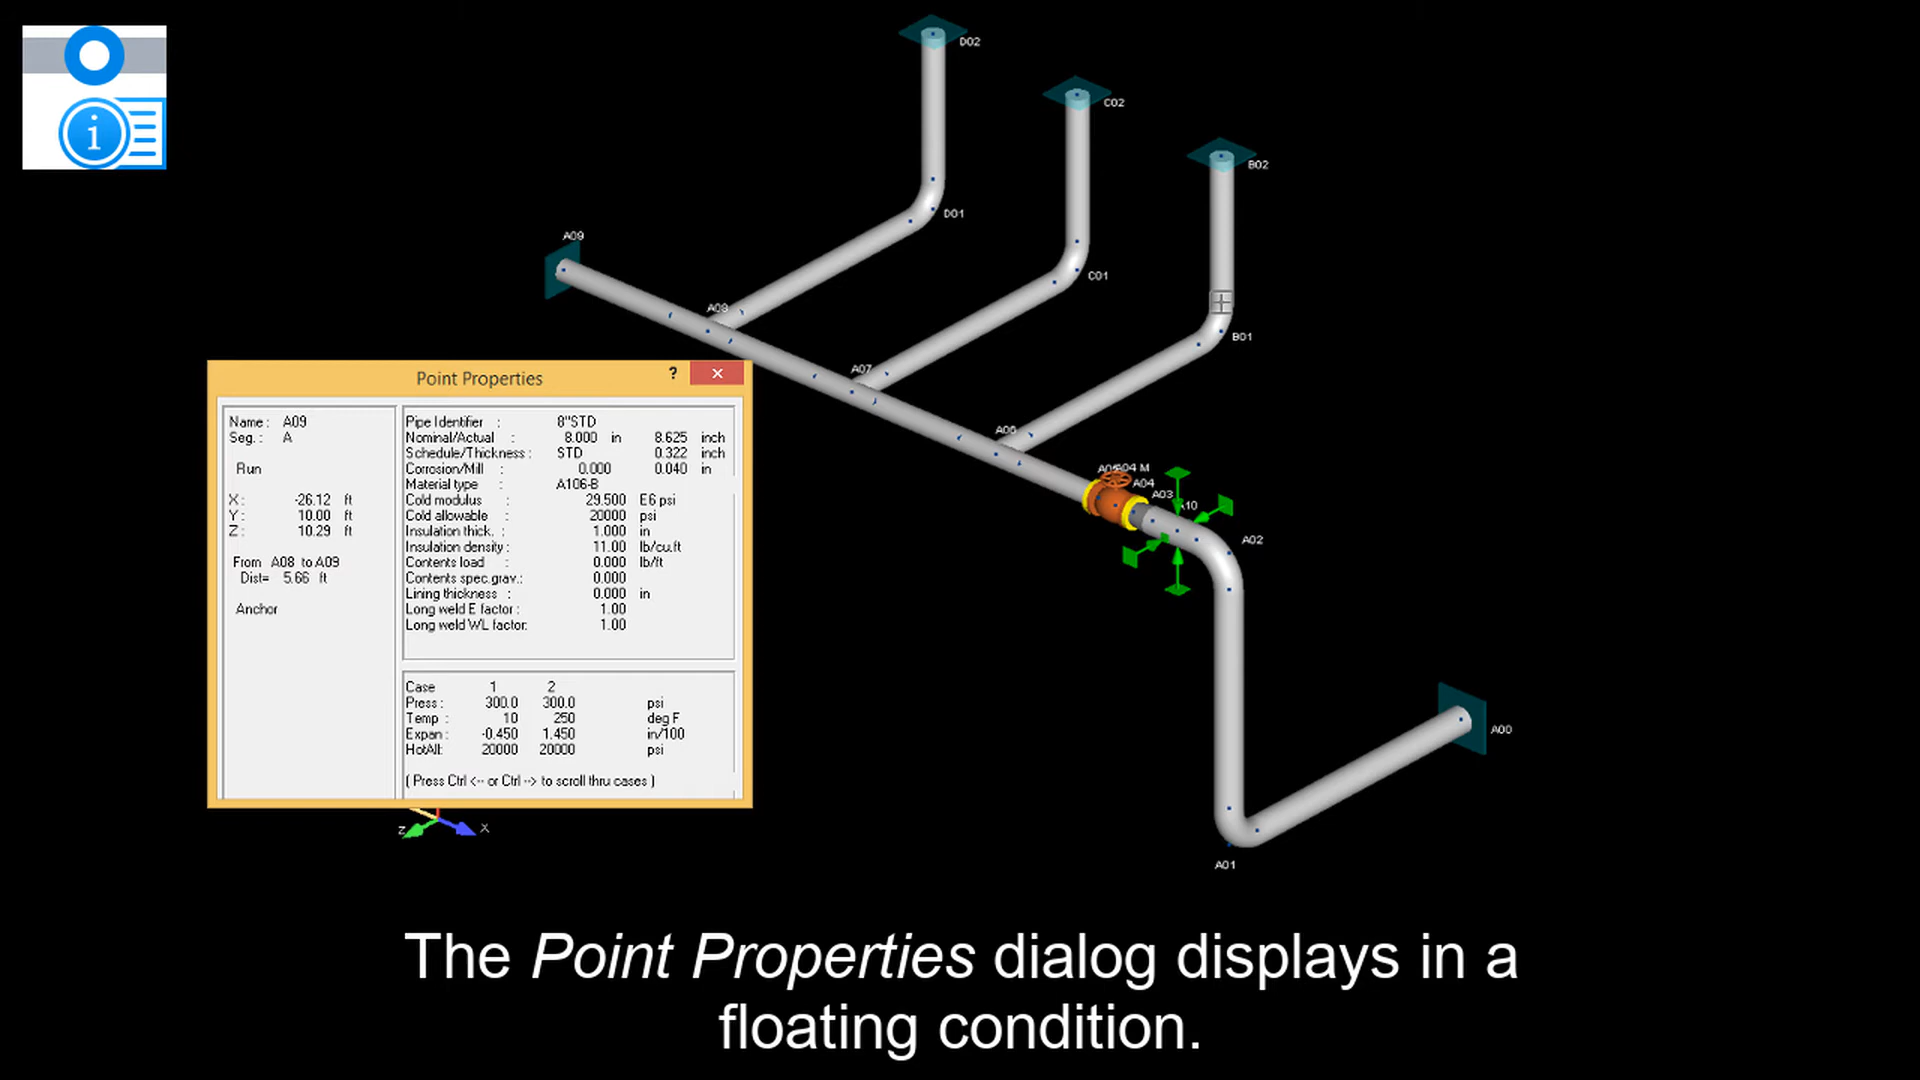 D02
C02
B02
A09
D01
C01
A08
B01
A07
Point Properties
?
Name : A09
Seg. : A
Run
X : -26.12 ft
Y : 10.00 ft
Z : 10.29 ft
From A08 to A09
Dist= 5.66 ft
Anchor
Pipe Identifier : 8"STD
Nominal/Actual : 8.000 in 8.625 inch
Schedule/Thickness : STD 0.322 inch
Corrosion/Mill : 0.000 0.040 in
Material type : A106-B
Cold modulus : 29.500 E6 psi
Cold allowable : 20000 psi
Insulation thick. : 1.000 in
Insulation density : 11.00 lb/cu.ft
Contents load : 0.000 lb/ft
Contents spec.grav.: 0.000
Lining thickness : 0.000 in
Long weld E factor : 1.00
Long weld WL factor: 1.00
Case 1 2
Press : 300.0 300.0 psi
Temp : 10 250 deg F
Expan : -0.450 1.450 in/100
HotAll: 20000 20000 psi
( Press Ctrl <-- or Ctrl --> to scroll thru cases )
A06
A04 M
A04
A03
A10
A02
A00
A01
Z
X
The Point Properties dialog displays in a
floating condition.